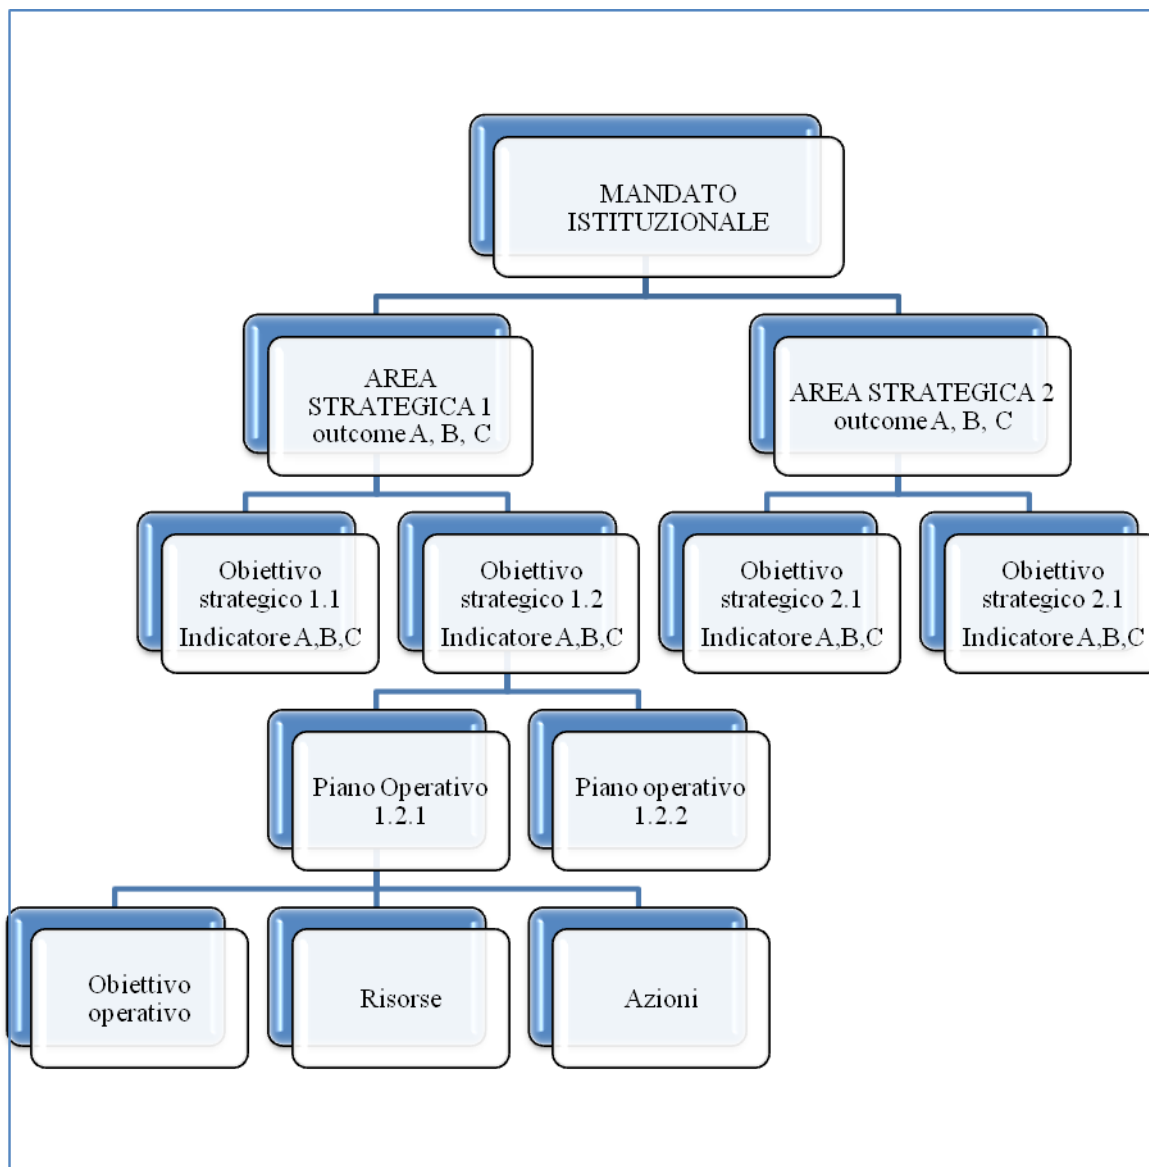 MANDATO
ISTITUZIONALE
AREA
STRATEGICA 1
outcome A, B, C
AREA STRATEGICA 2
outcome A, B, C
Obiettivo
strategico 1.1
Indicatore A,B,C
Obiettivo
strategico 1.2
Indicatore A,B,C
Obiettivo
strategico 2.1
Indicatore A,B,C
Obiettivo
strategico 2.1
Indicatore A,B,C
Piano Operativo
1.2.1
Piano operativo
1.2.2
Obiettivo
operativo
Risorse
Azioni